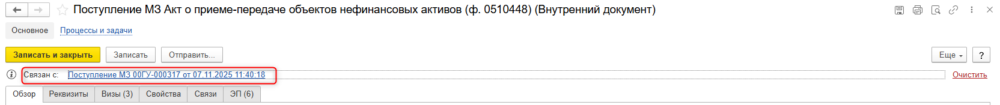 Поступление МЗ Акт о приеме-передаче объектов нефинансовых активов (ф. 0510448) (Внутренний документ)
Основное Процессы и задачи
Записать и закрыть Записать Отправить... Еще ?
Связан с: Поступление МЗ 00ГУ-000317 от 07.11.2025 11:40:18 Очистить
Обзор Реквизиты Визы (3) Свойства Связи ЭП (6)